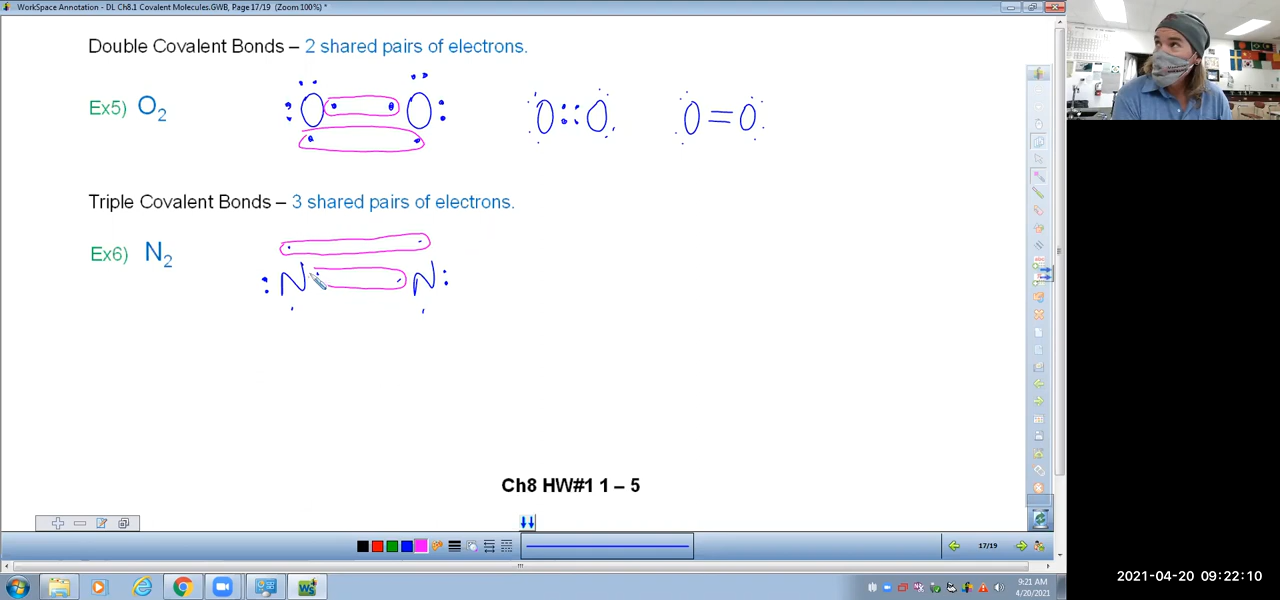 WorkSpace Annotation - DL Ch8.1 Covalent Molecules.GWB, Page 17/19 (Zoom 100%) *
Double Covalent Bonds – 2 shared pairs of electrons.
Ex5) O2
O O
O::O
O=O
Triple Covalent Bonds – 3 shared pairs of electrons.
Ex6) N2
:N N:
Ch8 HW#1 1 – 5
17/19
9:21 AM
4/20/2021
2021-04-20 09:22:10